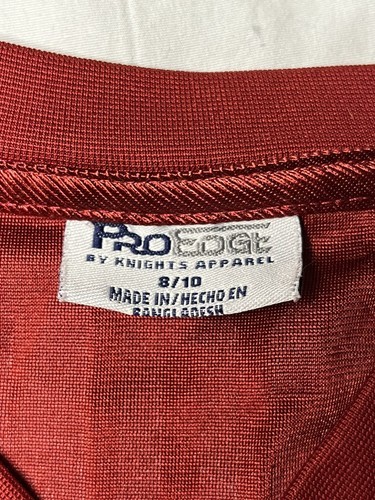 PROEDGE
BY KNIGHTS APPAREL
8/10
MADE IN/HECHO EN
BANGLADESH